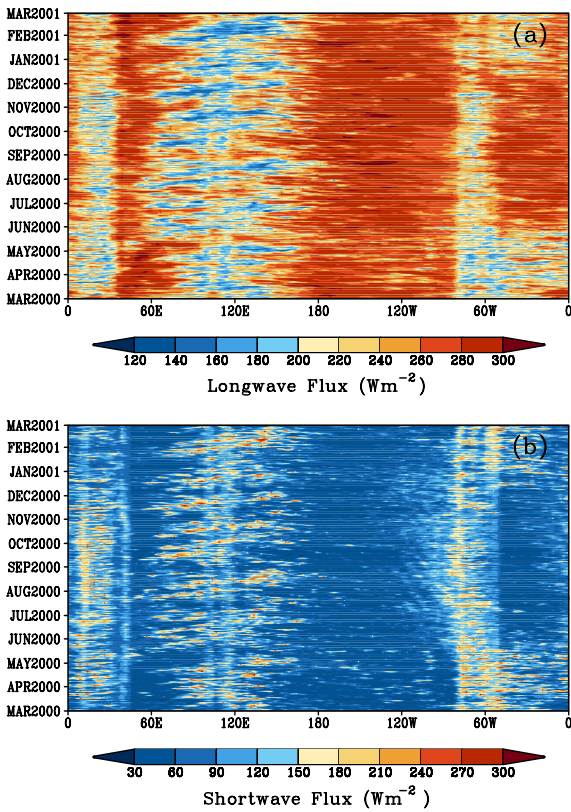 MAR2001
FEB2001
JAN2001
DEC2000
NOV2000
OCT2000
SEP2000
AUG2000
JUL2000
JUN2000
MAY2000
APR2000
MAR2000
(a)
0 60E 120E 180 120W 60W 0
120 140 160 180 200 220 240 260 280 300
Longwave Flux (Wm⁻²)
MAR2001
FEB2001
JAN2001
DEC2000
NOV2000
OCT2000
SEP2000
AUG2000
JUL2000
JUN2000
MAY2000
APR2000
MAR2000
(b)
0 60E 120E 180 120W 60W 0
30 60 90 120 150 180 210 240 270 300
Shortwave Flux (Wm⁻²)